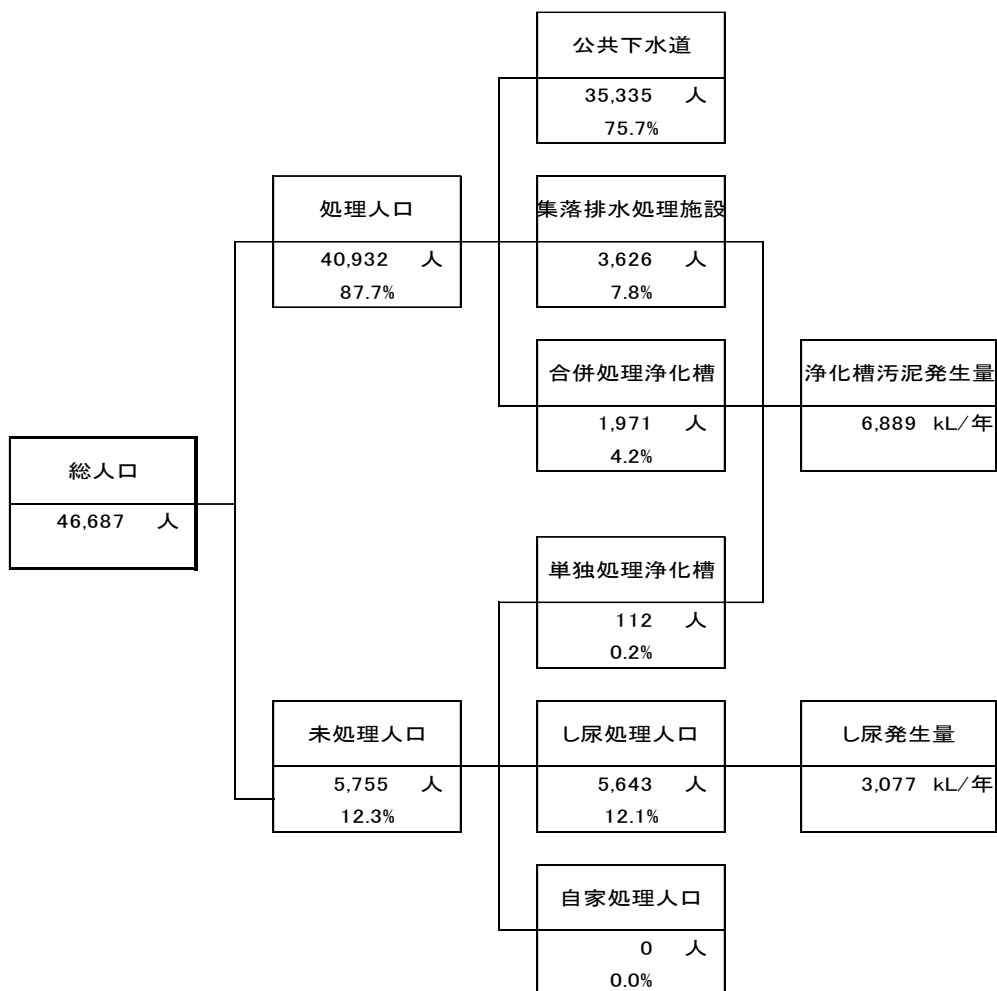 公共下水道
35,335 人
75.7%
処理人口
40,932 人
87.7%
集落排水処理施設
3,626 人
7.8%
合併処理浄化槽
1,971 人
4.2%
浄化槽汚泥発生量
6,889 kL/年
総人口
46,687 人
単独処理浄化槽
112 人
0.2%
未処理人口
5,755 人
12.3%
し尿処理人口
5,643 人
12.1%
し尿発生量
3,077 kL/年
自家処理人口
0 人
0.0%